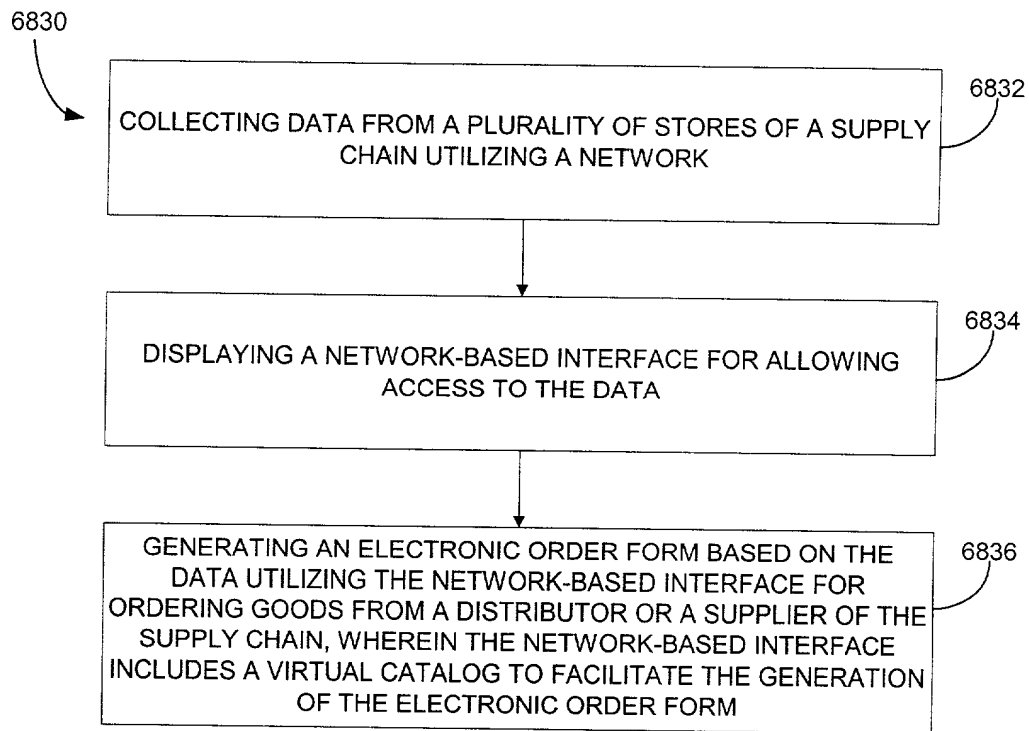 6830
6832
COLLECTING DATA FROM A PLURALITY OF STORES OF A SUPPLY
CHAIN UTILIZING A NETWORK
6834
DISPLAYING A NETWORK-BASED INTERFACE FOR ALLOWING
ACCESS TO THE DATA
6836
GENERATING AN ELECTRONIC ORDER FORM BASED ON THE
DATA UTILIZING THE NETWORK-BASED INTERFACE FOR
ORDERING GOODS FROM A DISTRIBUTOR OR A SUPPLIER OF THE
SUPPLY CHAIN, WHEREIN THE NETWORK-BASED INTERFACE
INCLUDES A VIRTUAL CATALOG TO FACILITATE THE GENERATION
OF THE ELECTRONIC ORDER FORM